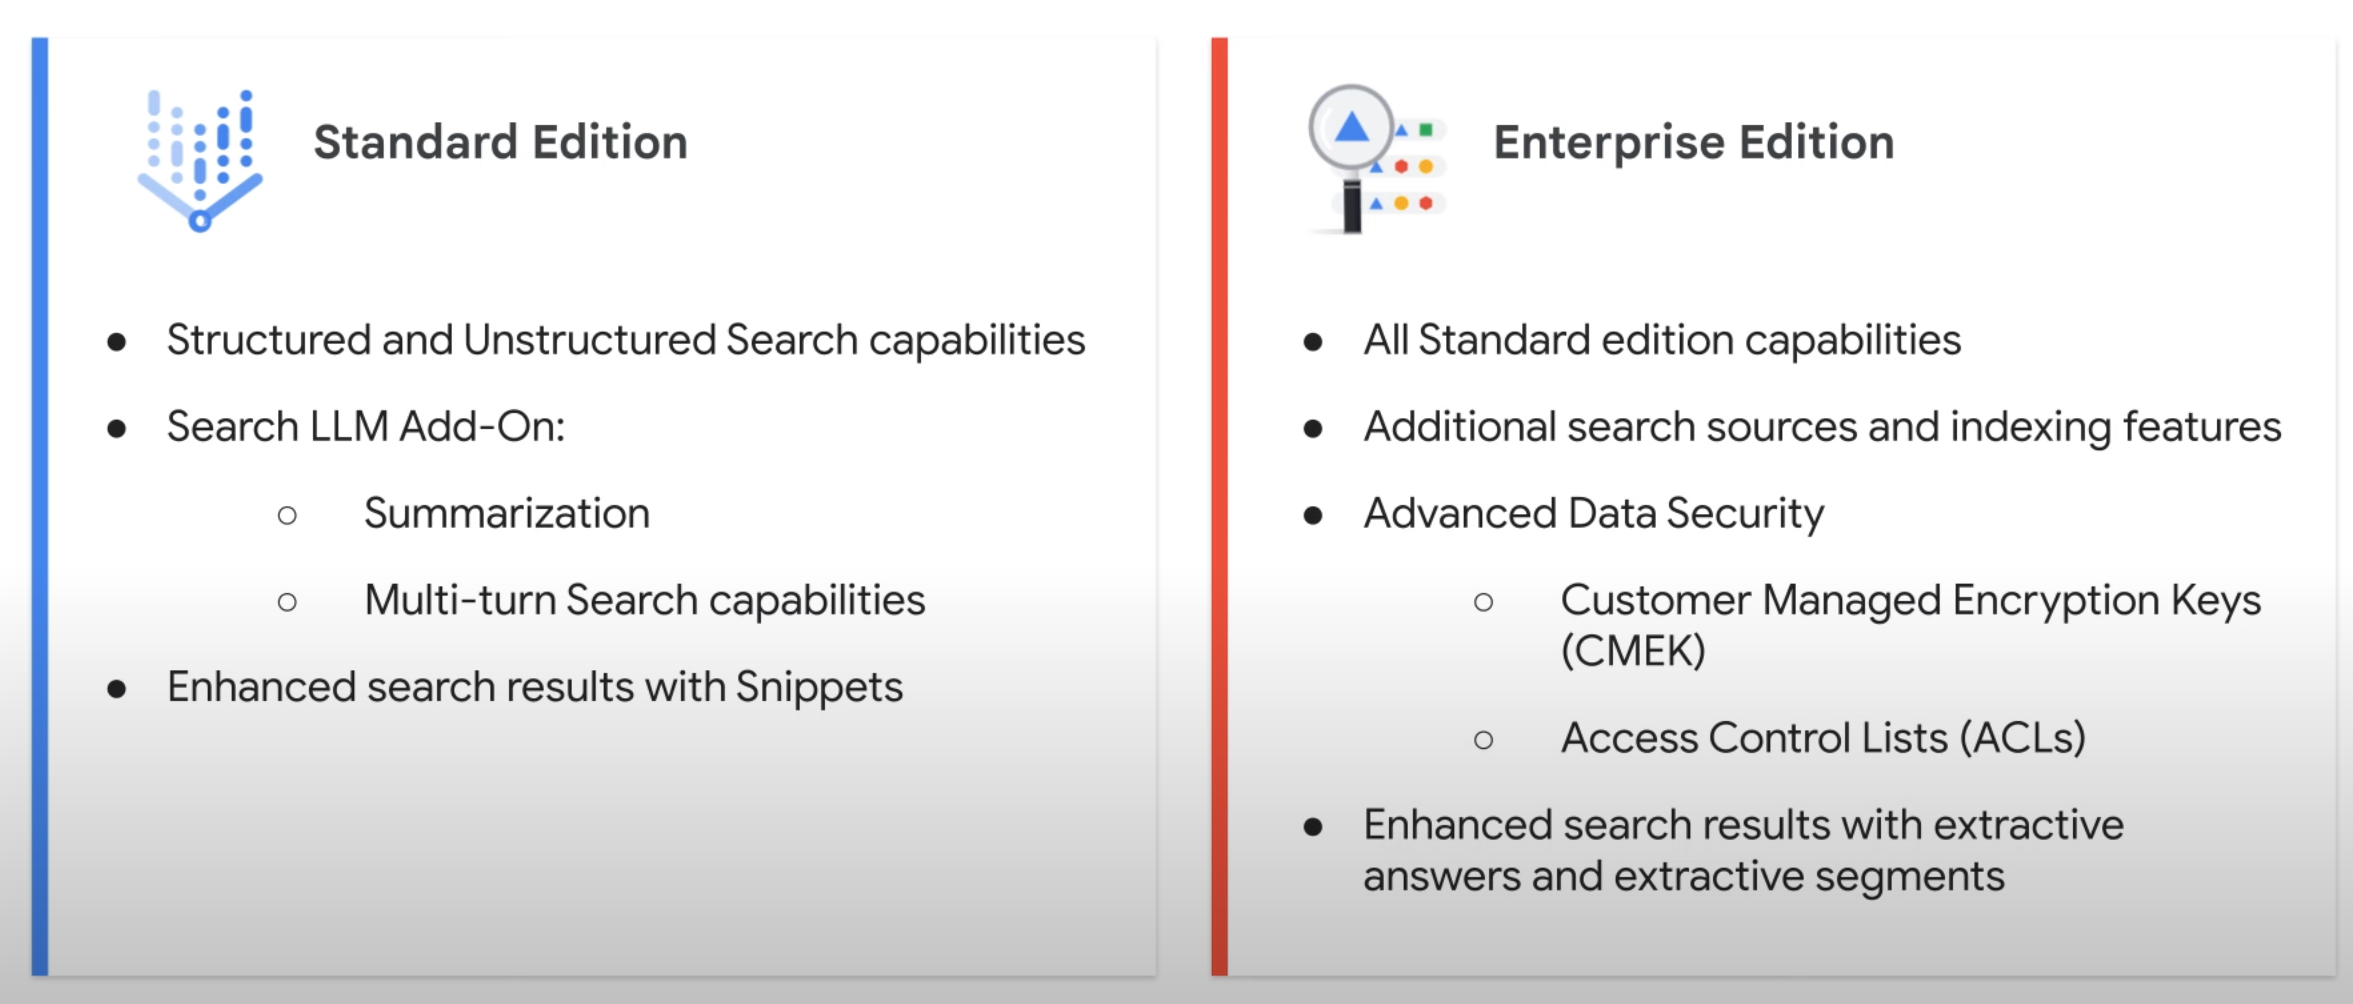 Standard Edition
● Structured and Unstructured Search capabilities
● Search LLM Add-On:
○ Summarization
○ Multi-turn Search capabilities
● Enhanced search results with Snippets
Enterprise Edition
● All Standard edition capabilities
● Additional search sources and indexing features
● Advanced Data Security
○ Customer Managed Encryption Keys
(CMEK)
○ Access Control Lists (ACLs)
● Enhanced search results with extractive
answers and extractive segments